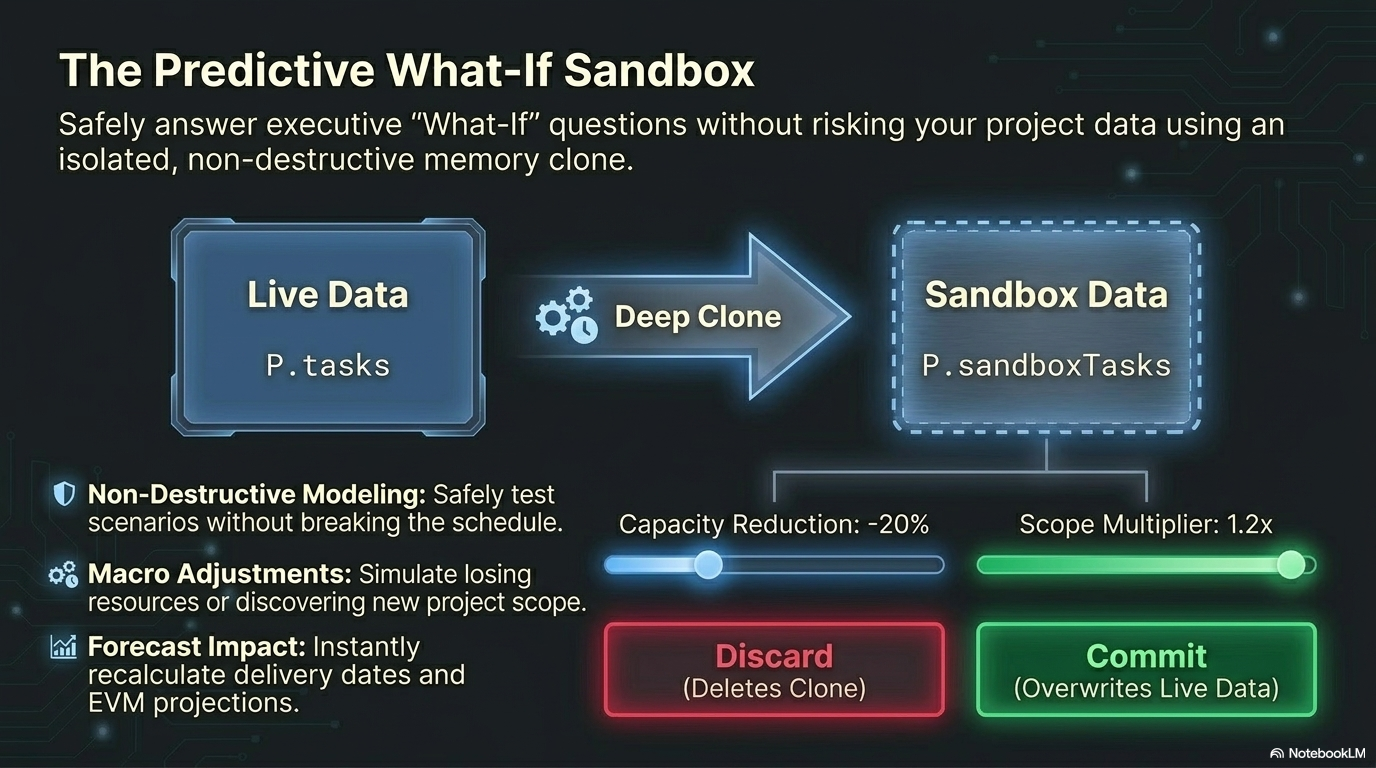 The Predictive What-If Sandbox
Safely answer executive “What-If” questions without risking your project data using an
isolated, non-destructive memory clone.
Live Data
P.tasks
Deep Clone
Sandbox Data
P.sandboxTasks
Non-Destructive Modeling: Safely test
scenarios without breaking the schedule.
Macro Adjustments: Simulate losing
resources or discovering new project scope.
Forecast Impact: Instantly
recalculate delivery dates and
EVM projections.
Capacity Reduction: -20%
Scope Multiplier: 1.2x
Discard
(Deletes Clone)
Commit
(Overwrites Live Data)
NotebookLM